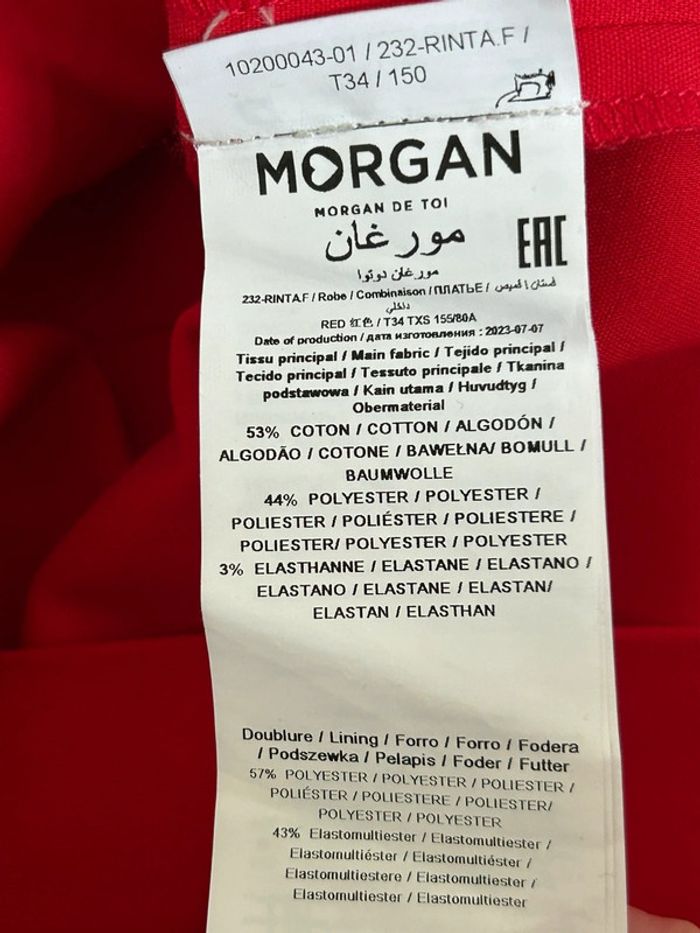 10200043-01 / 232-RINTA.F /
T34 / 150
MORGAN
MORGAN DE TOI
مورغان
EAC
مورغان دوتوا
232-RINTA.F / Robe / Combinaison / ПЛАТЬЕ / فستان / قميص
داخلي
RED 红色 / T34 TXS 155/80A
Date of production / дата изготовления : 2023-07-07
Tissu principal / Main fabric / Tejido principal /
Tecido principal / Tessuto principale / Tkanina
podstawowa / Kain utama / Huvudtyg /
Obermaterial
53% COTON / COTTON / ALGODÓN /
ALGODÃO / COTONE / BAWEŁNA/ BOMULL /
BAUMWOLLE
44% POLYESTER / POLYESTER /
POLIESTER / POLIÉSTER / POLIESTERE /
POLIESTER/ POLYESTER / POLYESTER
3% ELASTHANNE / ELASTANE / ELASTANO /
ELASTANO / ELASTANE / ELASTAN/
ELASTAN / ELASTHAN
Doublure / Lining / Forro / Forro / Fodera
/ Podszewka / Pelapis / Foder / Futter
57% POLYESTER / POLYESTER / POLIESTER /
POLIÉSTER / POLIESTERE / POLIESTER/
POLYESTER / POLYESTER
43% Elastomultiester / Elastomultiester /
Elastomultiéster / Elastomultiéster /
Elastomultiestere / Elastomultiester /
Elastomultiester / Elastomultiester